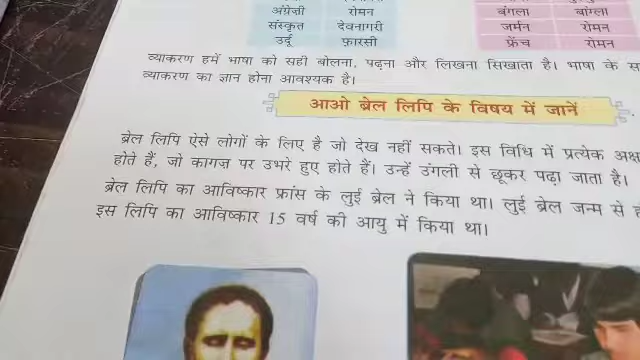 अंग्रेज़ी रोमन
संस्कृत देवनागरी
उर्दू फ़ारसी
बंगला बांग्ला
जर्मन रोमन
फ्रेंच रोमन
व्याकरण हमें भाषा को सही बोलना, पढ़ना और लिखना सिखाता है। भाषा के
व्याकरण का ज्ञान होना आवश्यक है।
आओ ब्रेल लिपि के विषय में जानें
ब्रेल लिपि ऐसे लोगों के लिए है जो देख नहीं सकते। इस विधि में प्रत्येक
होते हैं, जो कागज़ पर उभरे हुए होते हैं। उन्हें उंगली से छूकर पढ़ा जाता है।
ब्रेल लिपि का आविष्कार फ्रांस के लुई ब्रेल ने किया था। लुई ब्रेल जन्म से
इस लिपि का आविष्कार 15 वर्ष की आयु में किया था।